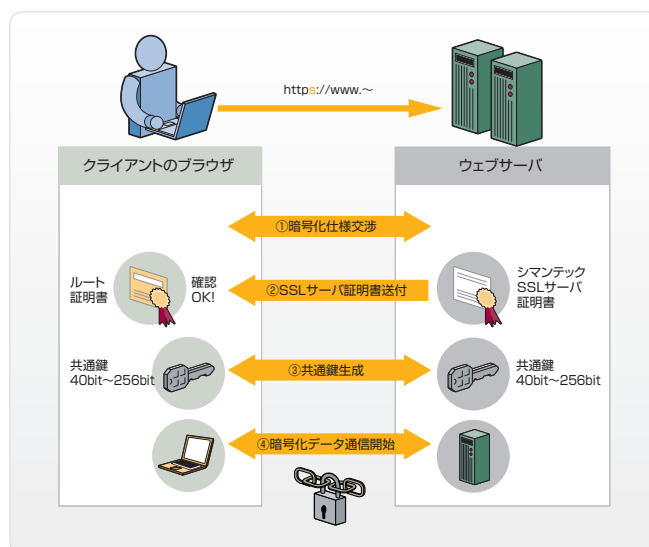 https://www.～
クライアントのブラウザ
ウェブサーバ
①暗号化仕様交渉
ルート
証明書
確認
OK!
②SSLサーバ証明書送付
シマンテック
SSLサーバ
証明書
共通鍵
40bit～256bit
③共通鍵生成
共通鍵
40bit～256bit
④暗号化データ通信開始